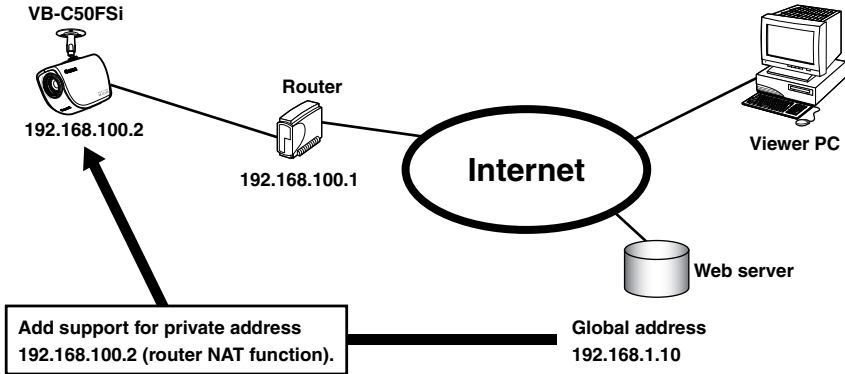 VB-C50FSi
192.168.100.2
Router
192.168.100.1
Internet
Viewer PC
Web server
Add support for private address
192.168.100.2 (router NAT function).
Global address
192.168.1.10